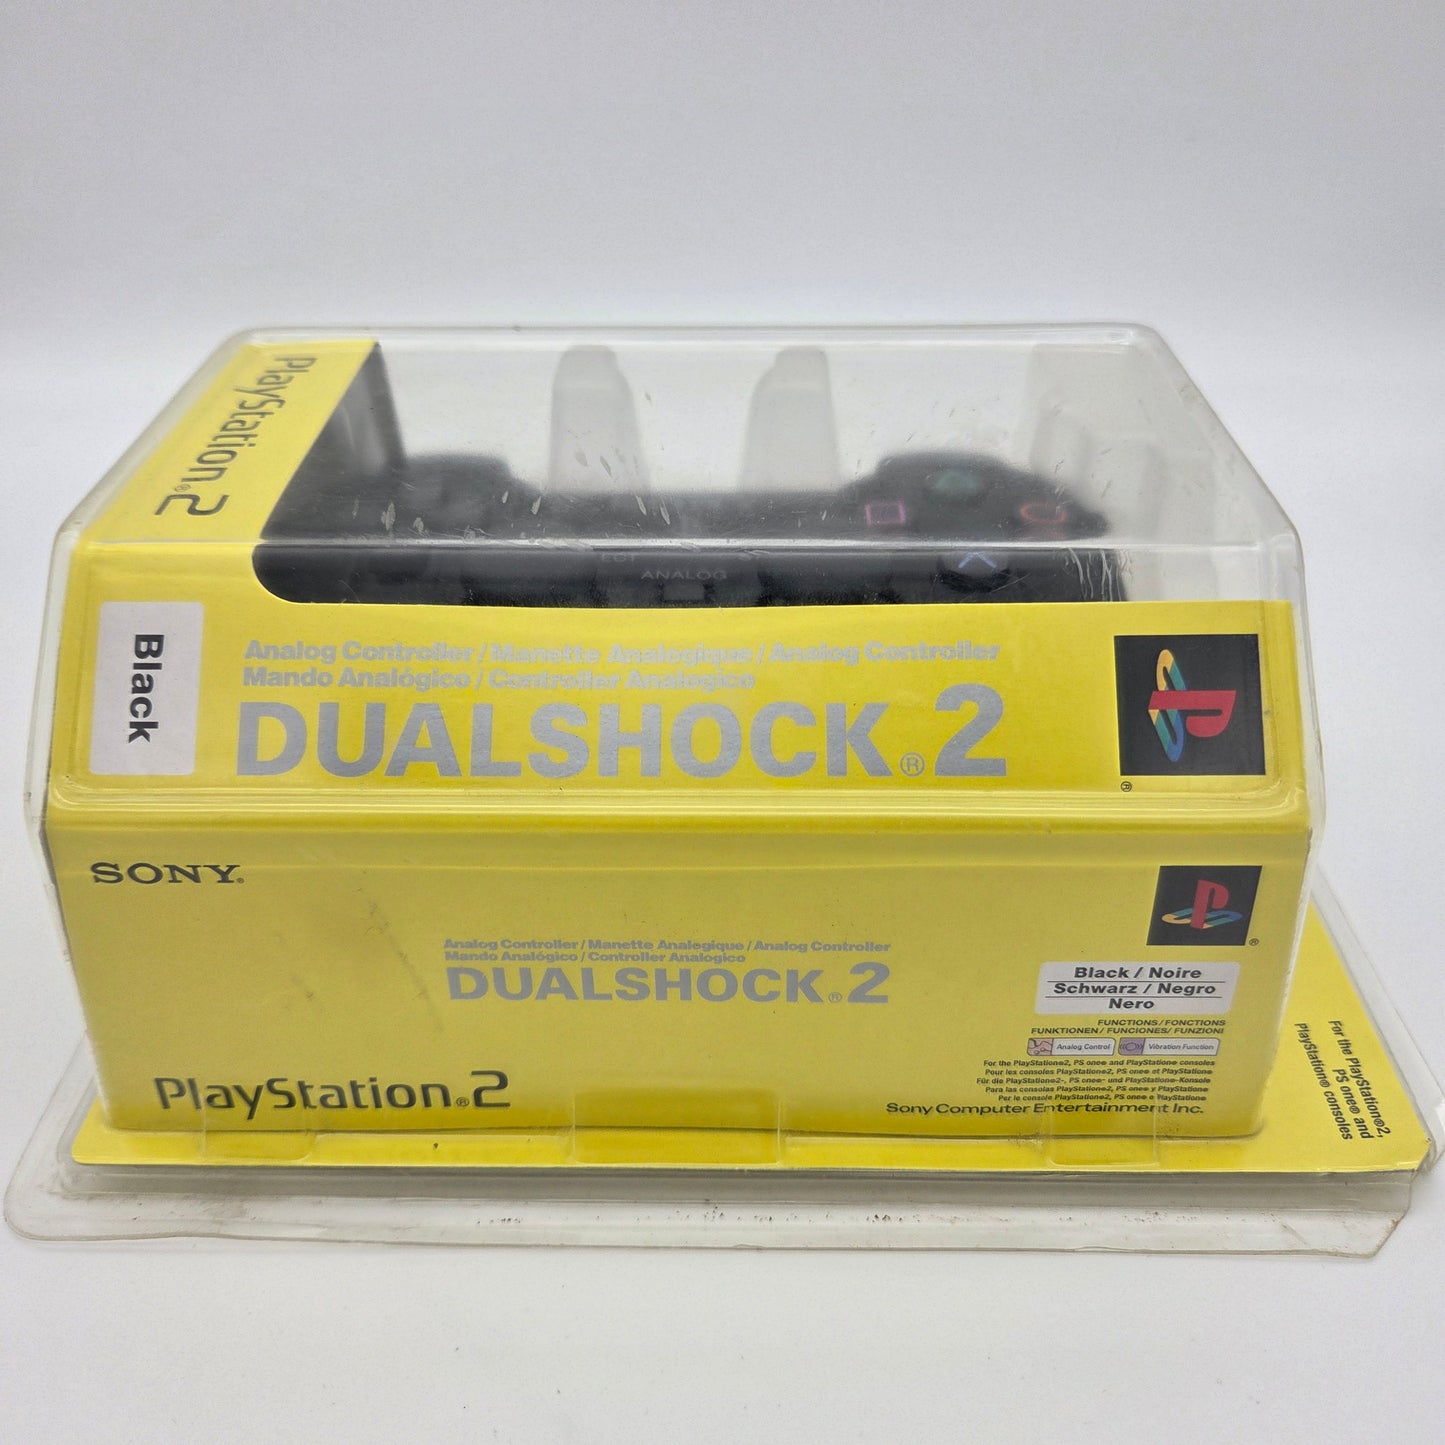 PlayStation®2
ANALOG
Black
Analog Controller / Manette Analogique / Analog Controller
Mando Analógico / Controller Analogico
DUALSHOCK®2
®
SONY®
®
Analog Controller / Manette Analogique / Analog Controller
Mando Analógico / Controller Analogico
DUALSHOCK®2
Black / Noire
Schwarz / Negro
Nero
FUNCTIONS / FONCTIONS
FUNKTIONEN / FUNCIONES / FUNZIONI
Analog Control
Vibration Function
For the PlayStation®2, PS one® and PlayStation® consoles
Pour les consoles PlayStation®2, PS one® et PlayStation®
Für die PlayStation®2-, PS one®- und PlayStation®-Konsole
Para las consolas PlayStation®2, PS one® y PlayStation®
Per le console PlayStation®2, PS one® e PlayStation®
Sony Computer Entertainment Inc.
PlayStation®2
For the PlayStation®2,
PS one® and
PlayStation® consoles